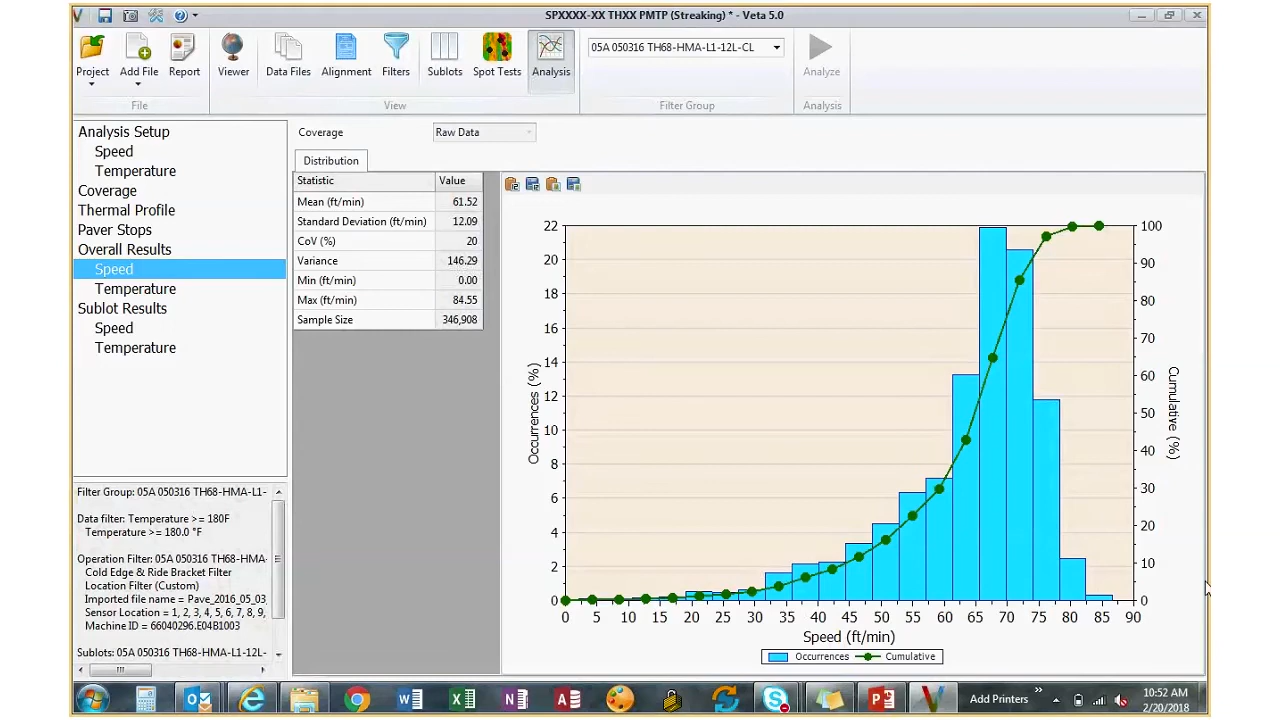 SPXXXX-XX THXX PMTP (Streaking) * - Veta 5.0
Project
Add File
Report
Viewer
Data Files
Alignment
Filters
Sublots
Spot Tests
Analysis
05A 050316 TH68-HMA-L1-12L-CL
Analyze
File
View
Filter Group
Analysis
Analysis Setup
Speed
Temperature
Coverage
Thermal Profile
Paver Stops
Overall Results
Speed
Temperature
Sublot Results
Speed
Temperature
Filter Group: 05A 050316 TH68-HMA-L1-
Data filter: Temperature >= 180F
Temperature >= 180.0 °F
Operation Filter: 05A 050316 TH68-HMA-
Cold Edge & Ride Bracket Filter
Location Filter (Custom)
Imported file name = Pave_2016_05_03_
Sensor Location = 1, 2, 3, 4, 5, 6, 7, 8, 9,
Machine ID = 66040296.E04B1003
Sublots: 05A 050316 TH68-HMA-L1-12L-
Coverage
Raw Data
Distribution
Statistic Value
Mean (ft/min) 61.52
Standard Deviation (ft/min) 12.09
CoV (%) 20
Variance 146.29
Min (ft/min) 0.00
Max (ft/min) 84.55
Sample Size 346,908
22
20
18
16
14
12
10
8
6
4
2
0
Occurrences (%)
100
90
80
70
60
50
40
30
20
10
0
Cumulative (%)
0 5 10 15 20 25 30 35 40 45 50 55 60 65 70 75 80 85 90
Speed (ft/min)
Occurrences Cumulative
Add Printers
10:52 AM
2/20/2018